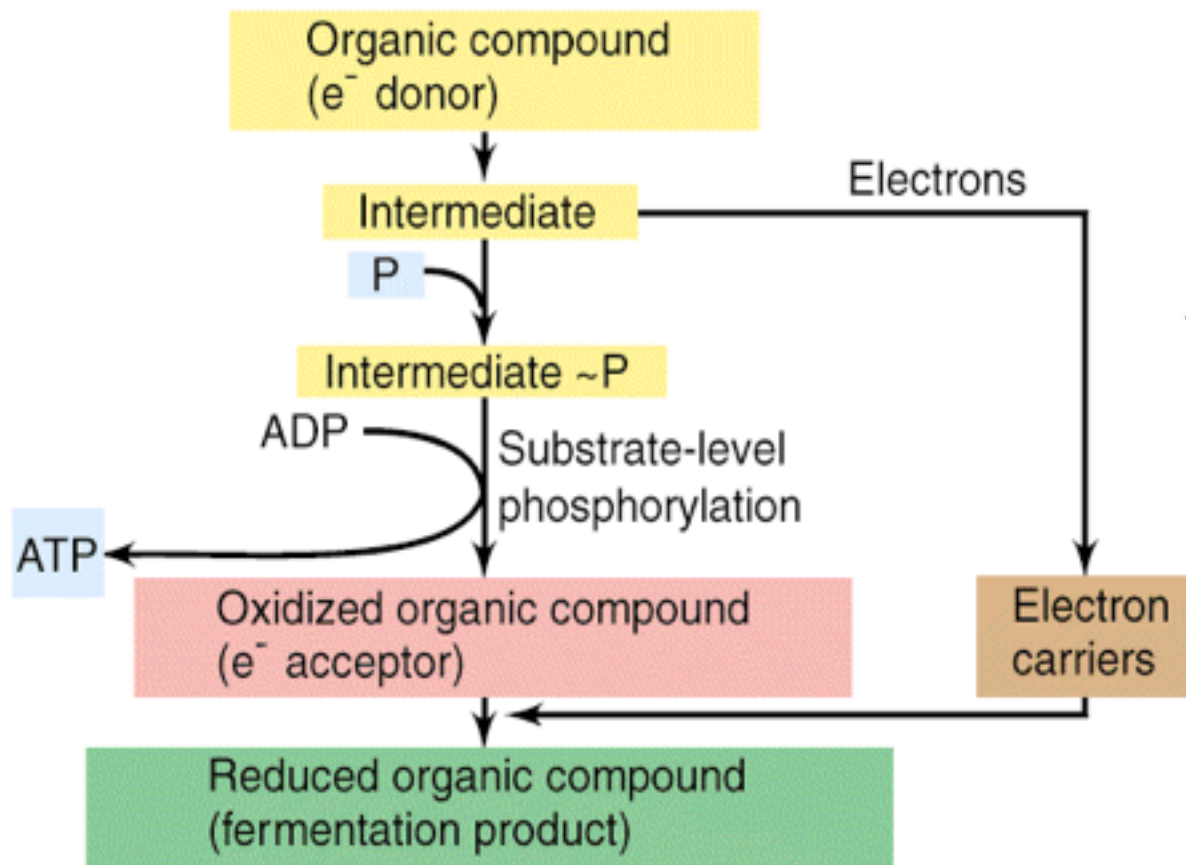 Organic compound
(e⁻ donor)
Electrons
Intermediate
P
Intermediate ~P
ADP
Substrate-level
phosphorylation
ATP
Oxidized organic compound
(e⁻ acceptor)
Electron
carriers
Reduced organic compound
(fermentation product)